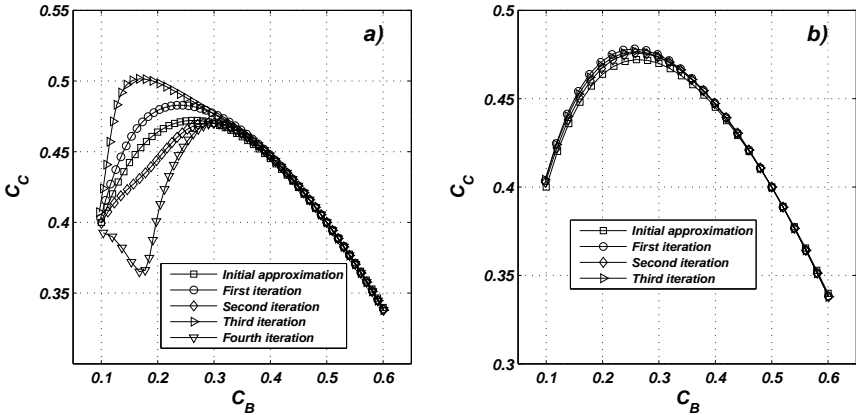 a)
0.55
0.5
0.45
0.4
0.35
C_C
0.1 0.2 0.3 0.4 0.5 0.6
C_B
Initial approximation
First iteration
Second iteration
Third iteration
Fourth iteration
b)
0.5
0.45
0.4
0.35
0.3
C_C
0.1 0.2 0.3 0.4 0.5 0.6
C_B
Initial approximation
First iteration
Second iteration
Third iteration